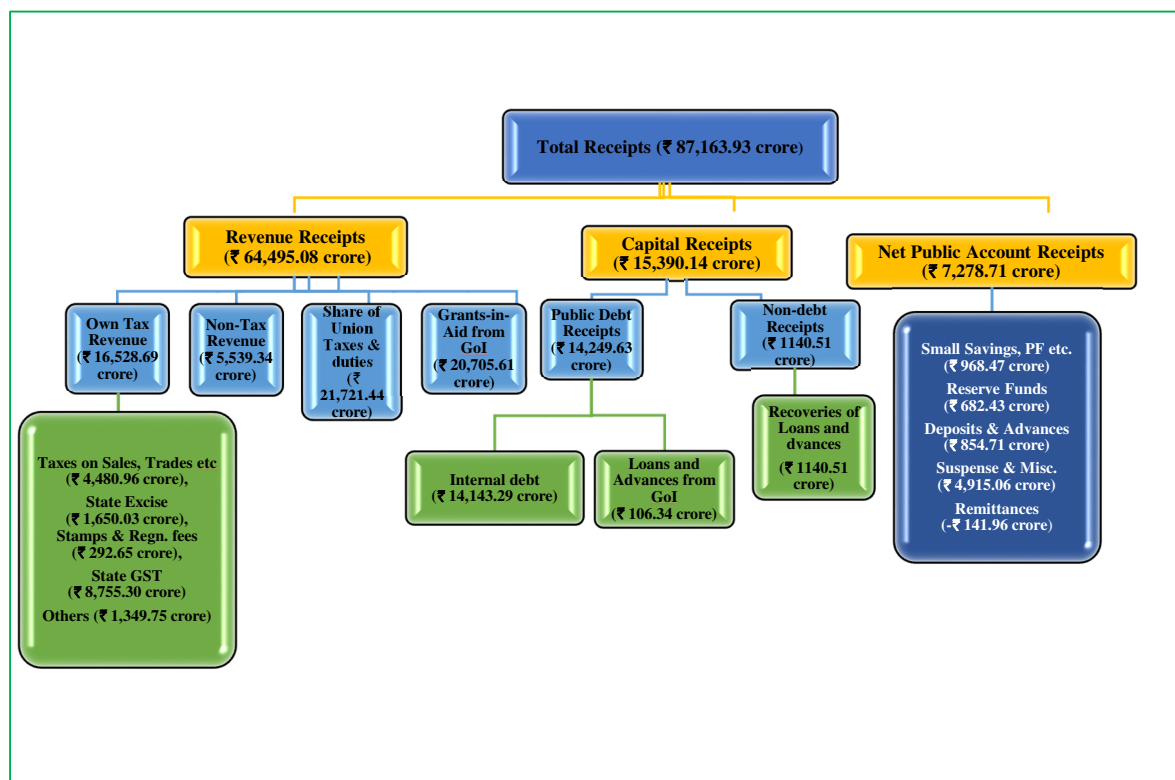 Total Receipts (₹ 87,163.93 crore)
Revenue Receipts
(₹ 64,495.08 crore)
Capital Receipts
(₹ 15,390.14 crore)
Net Public Account Receipts
(₹ 7,278.71 crore)
Own Tax
Revenue
(₹ 16,528.69
crore)
Non-Tax
Revenue
(₹ 5,539.34
crore)
Share of
Union
Taxes &
duties
(₹
21,721.44
crore)
Grants-in-
Aid from
GoI
(₹ 20,705.61
crore)
Public Debt
Receipts
(₹ 14,249.63
crore)
Non-debt
Receipts
(₹ 1140.51
crore)
Taxes on Sales, Trades etc
(₹ 4,480.96 crore),
State Excise
(₹ 1,650.03 crore),
Stamps & Regn. fees
(₹ 292.65 crore),
State GST
(₹ 8,755.30 crore)
Others (₹ 1,349.75 crore)
Internal debt
(₹ 14,143.29 crore)
Loans and
Advances from
GoI
(₹ 106.34 crore)
Recoveries of
Loans and
dvances
(₹ 1140.51
crore)
Small Savings, PF etc.
(₹ 968.47 crore)
Reserve Funds
(₹ 682.43 crore)
Deposits & Advances
(₹ 854.71 crore)
Suspense & Misc.
(₹ 4,915.06 crore)
Remittances
(-₹ 141.96 crore)